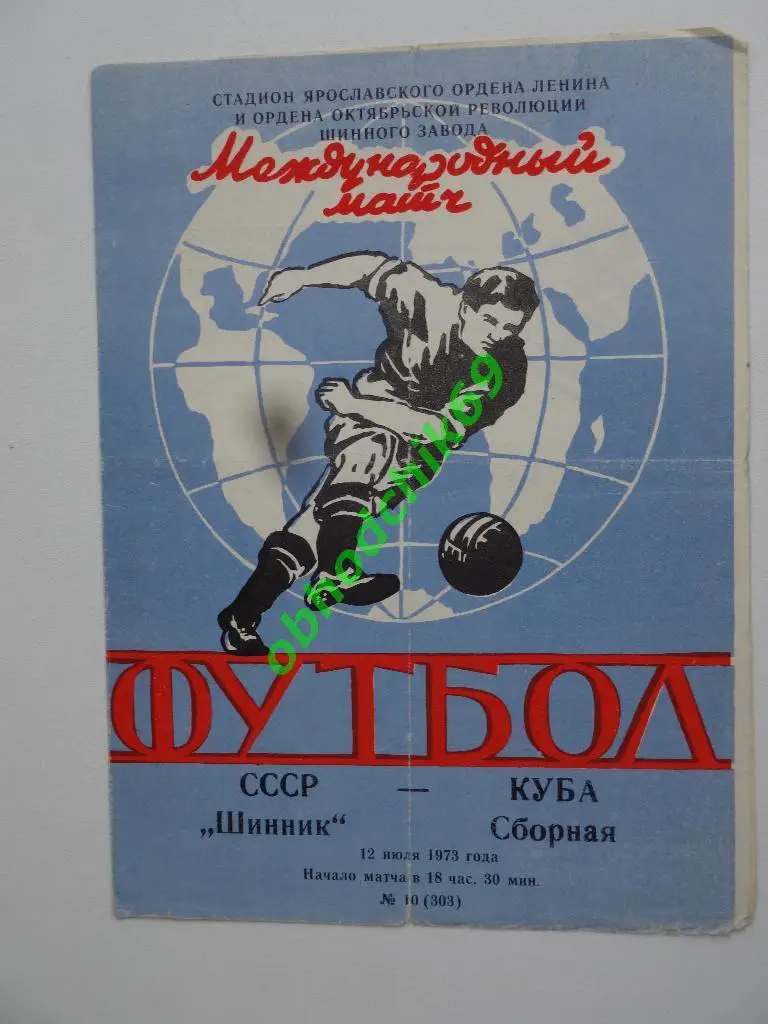 СТАДИОН ЯРОСЛАВСКОГО ОРДЕНА ЛЕНИНА
И ОРДЕНА ОКТЯБРЬСКОЙ РЕВОЛЮЦИИ
ШИННОГО ЗАВОДА
Международный
матч
obhodchik69
ФУТБОЛ
СССР — КУБА
„Шинник“ Сборная
12 июля 1973 года
Начало матча в 18 час. 30 мин.
№ 10 (303)